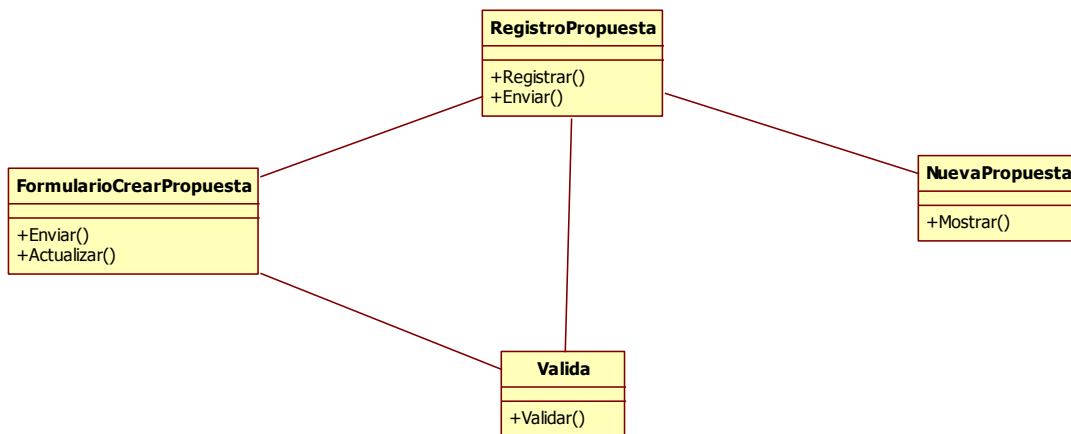 RegistroPropuesta
+Registrar()
+Enviar()
FormularioCrearPropuesta
+Enviar()
+Actualizar()
NuevaPropuesta
+Mostrar()
Valida
+Validar()